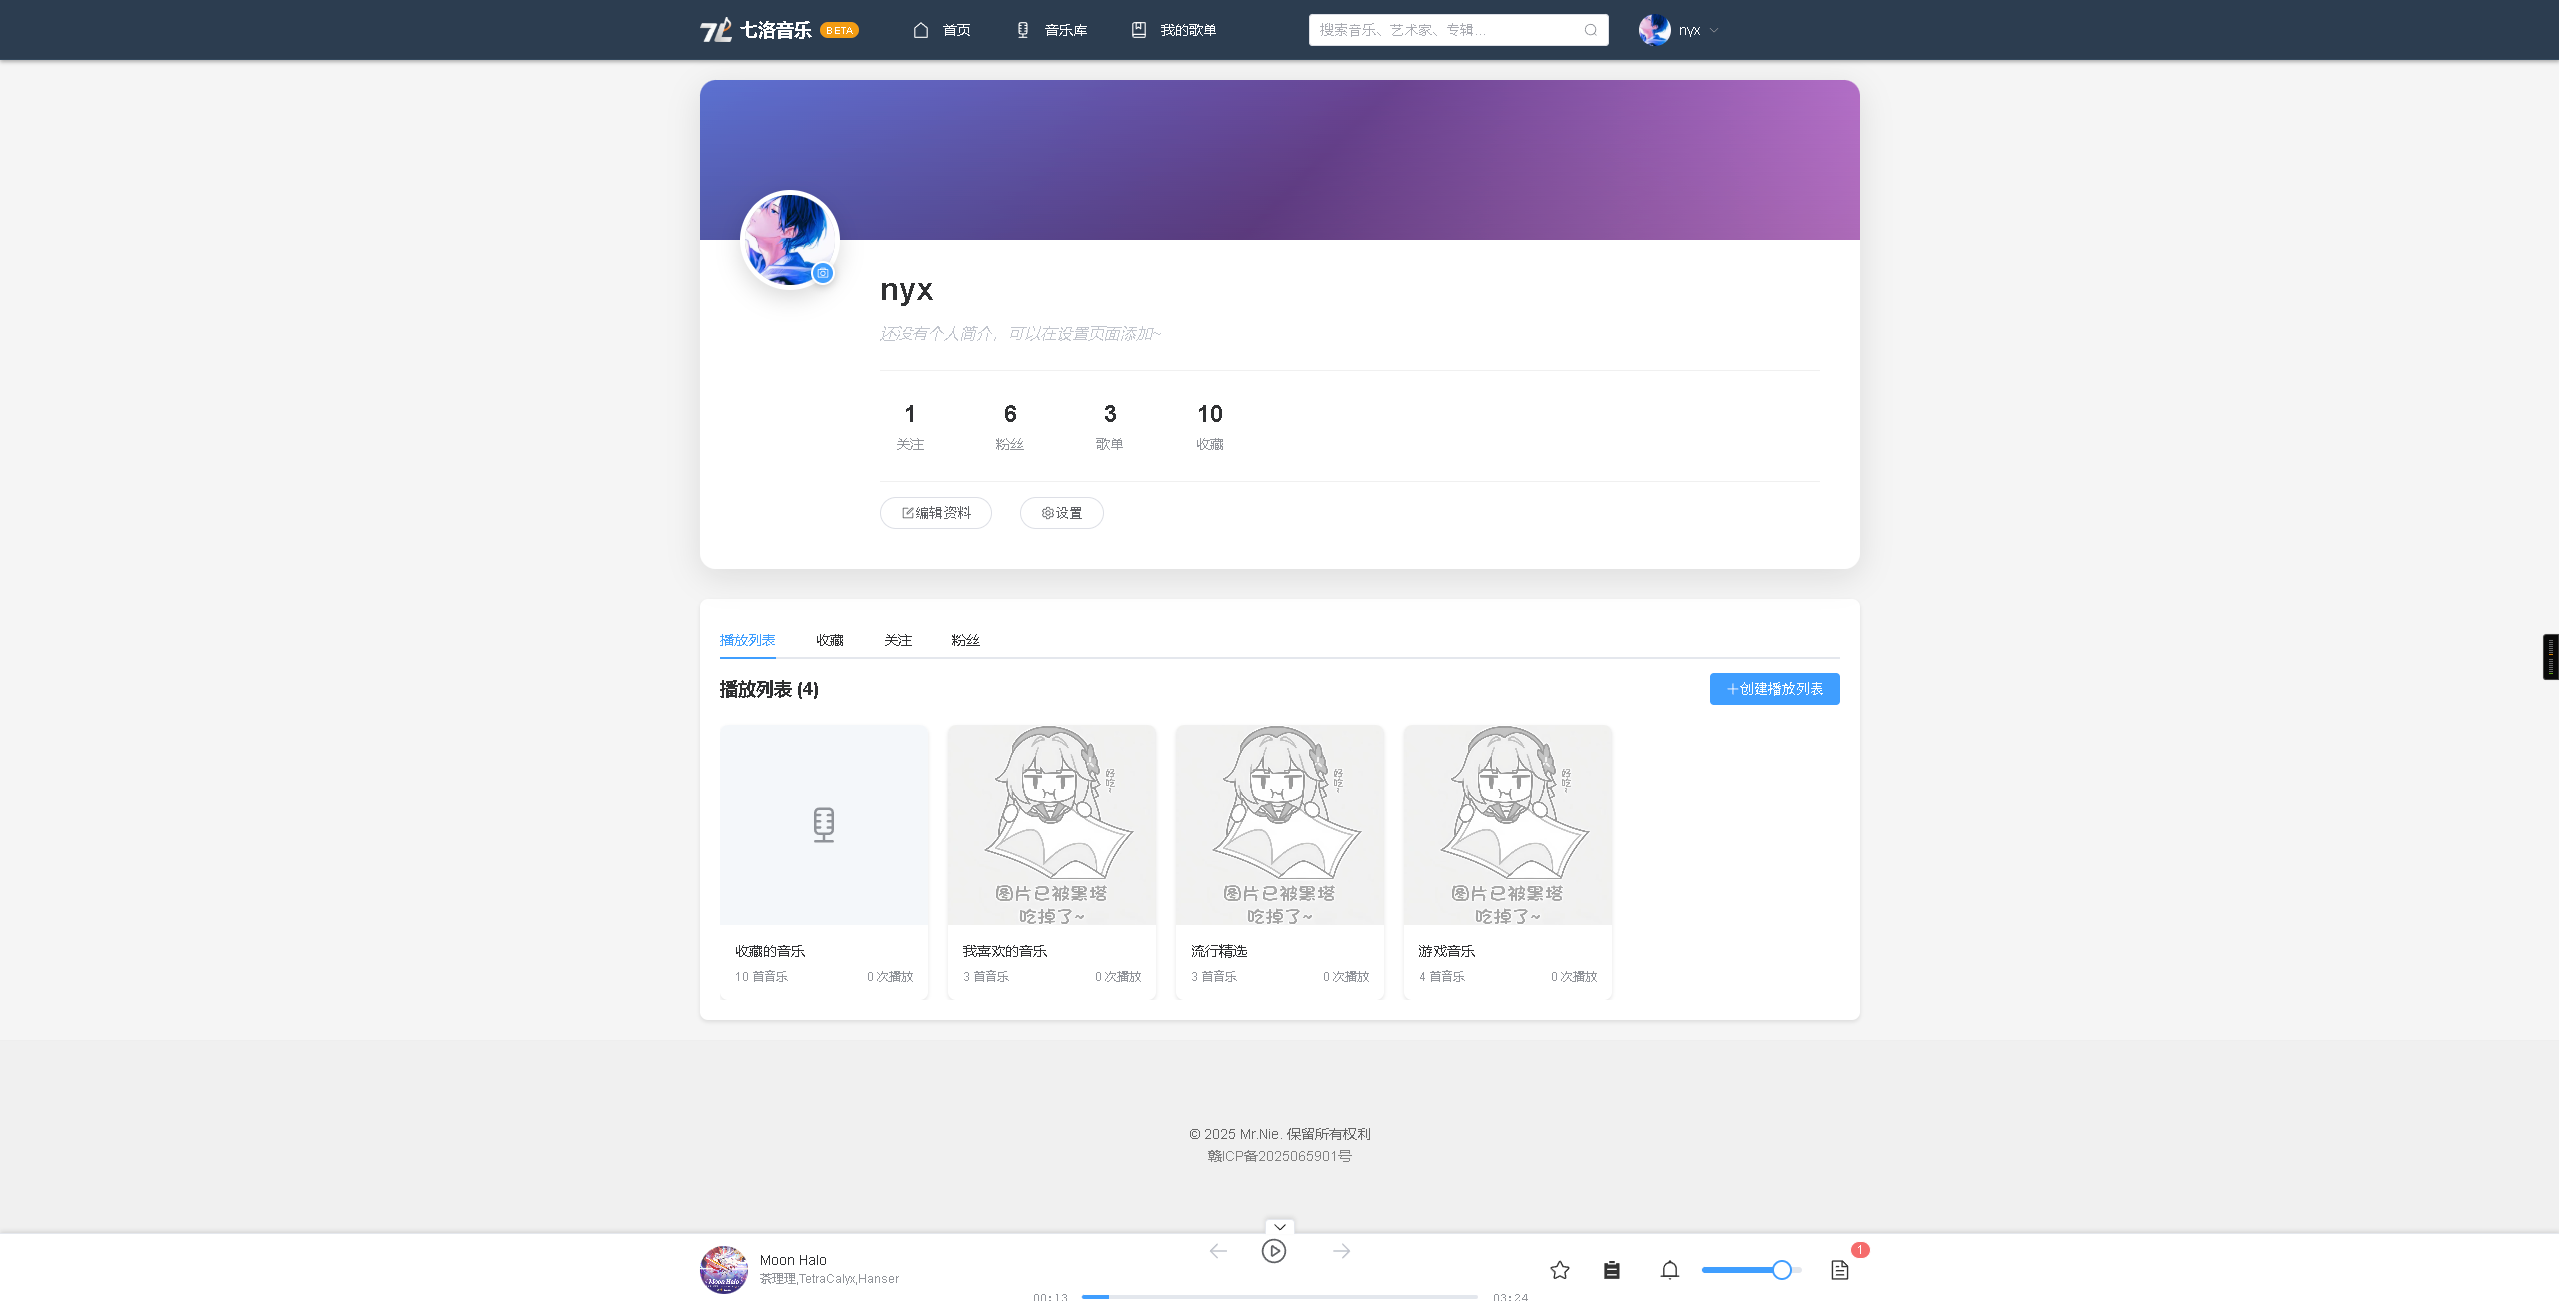 七洛音乐 BETA 首页 音乐库 我的歌单 搜索音乐、艺术家、专辑... nyx
nyx
还没有个人简介，可以在设置页面添加~
1 6 3 10
关注 粉丝 歌单 收藏
编辑资料 设置
播放列表 收藏 关注 粉丝
播放列表 (4) 创建播放列表
好吃~ 好吃~ 好吃~
图片已被黑塔 图片已被黑塔 图片已被黑塔
吃掉了~ 吃掉了~ 吃掉了~
收藏的音乐 我喜欢的音乐 流行精选 游戏音乐
10 首音乐 0 次播放 3 首音乐 0 次播放 3 首音乐 0 次播放 4 首音乐 0 次播放
© 2025 Mr.Nie. 保留所有权利
赣ICP备2025065901号
Moon Halo
茶理理,TetraCalyx,Hanser
Moon Halo
1
00:13 03:24